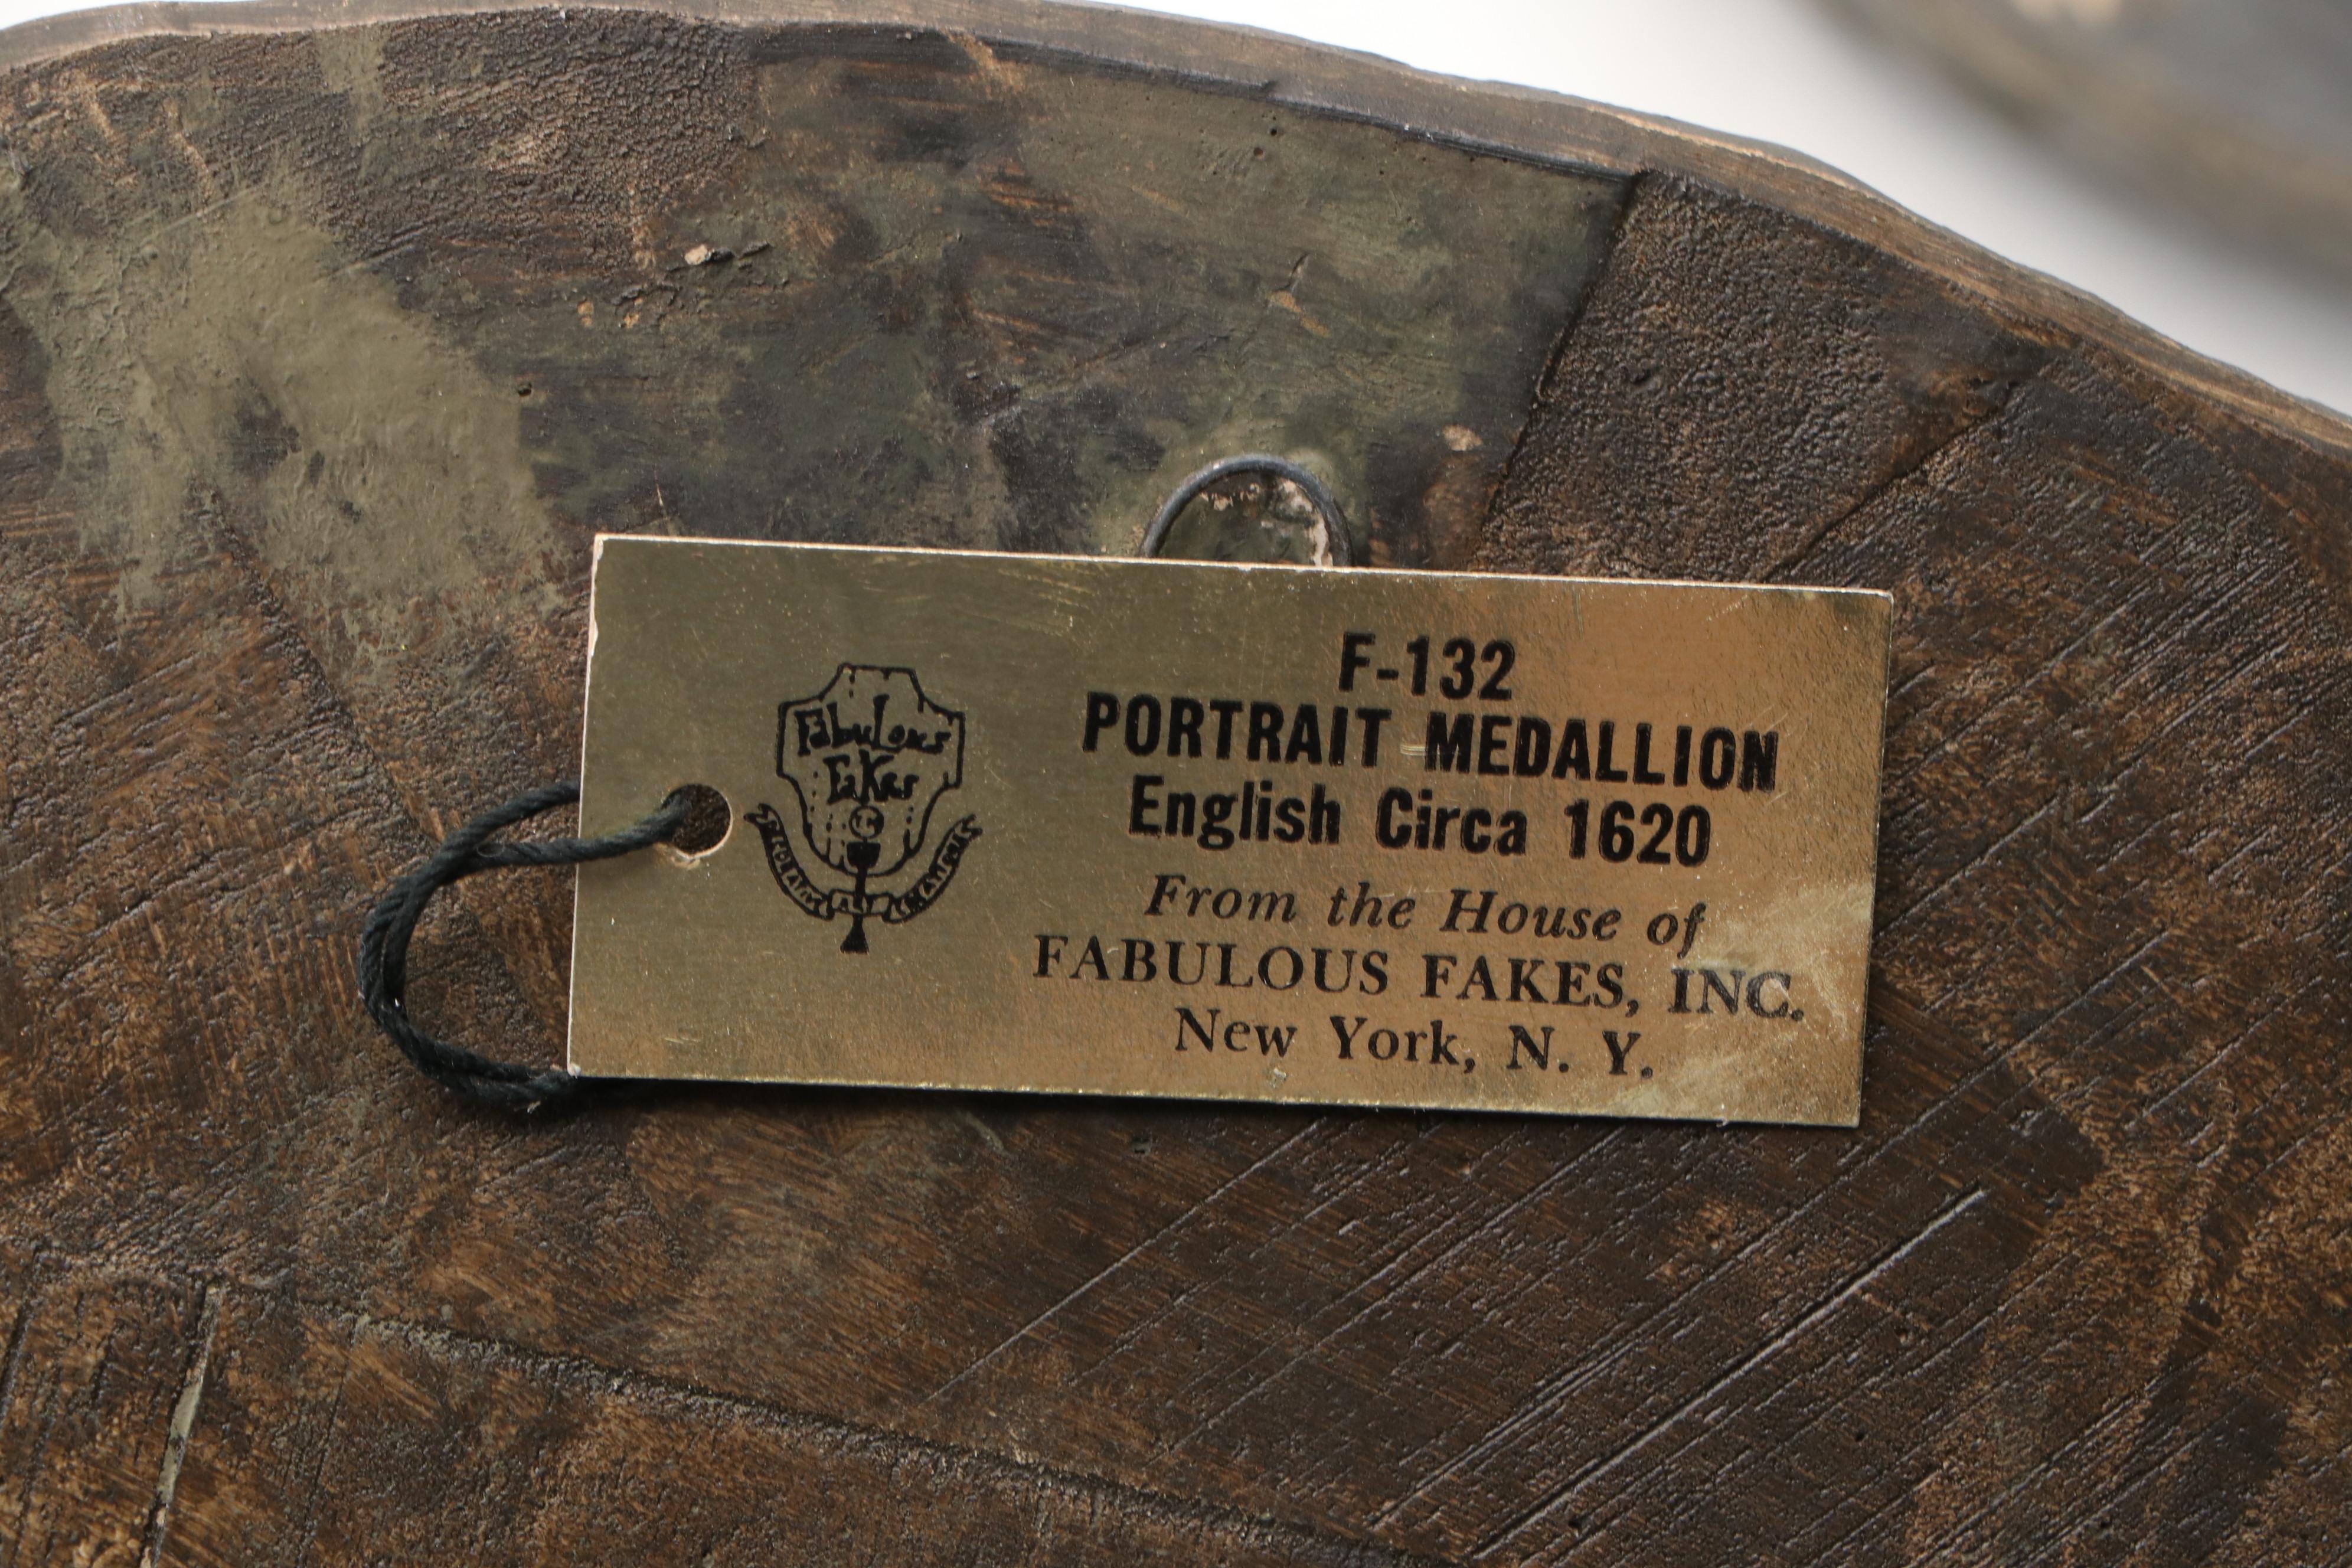 Fabulous
Fakes
F-132
PORTRAIT MEDALLION
English Circa 1620
From the House of
FABULOUS FAKES, INC.
New York, N. Y.